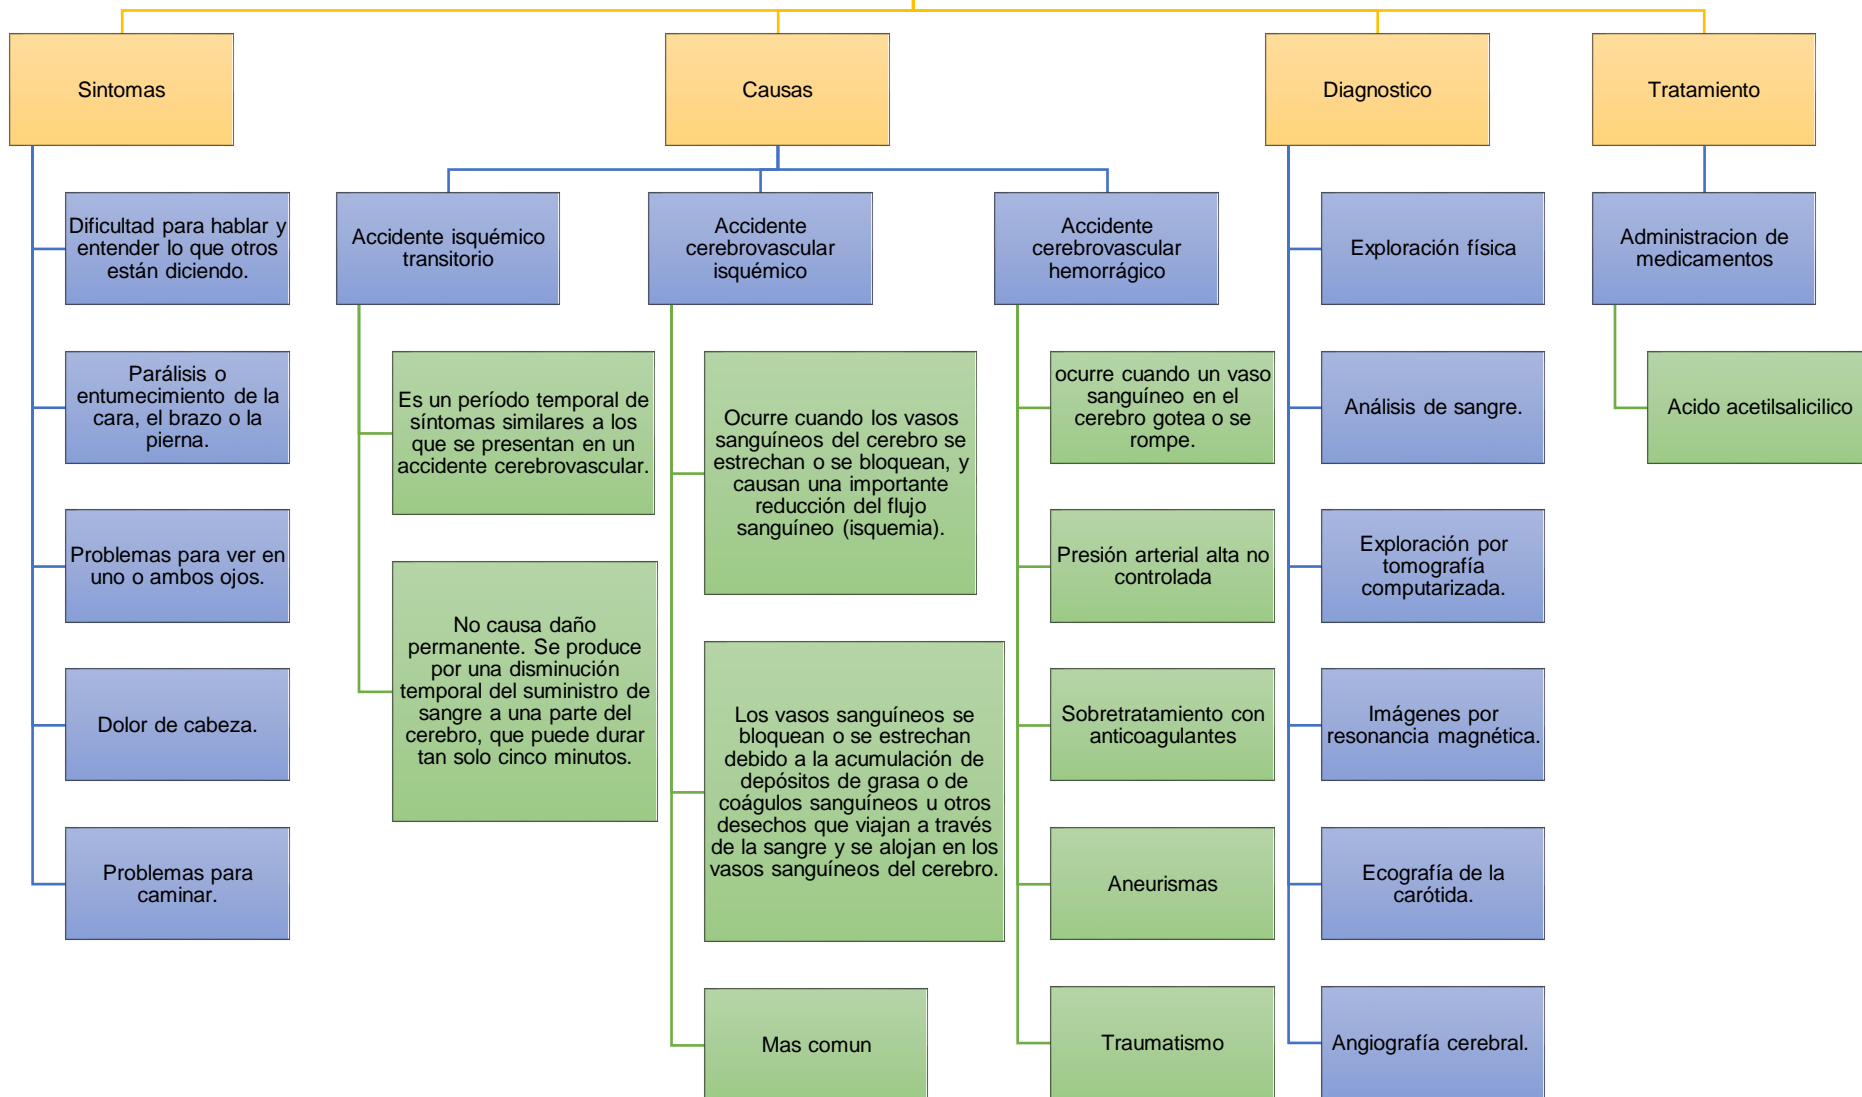 Sintomas
Dificultad para hablar y
entender lo que otros
están diciendo.
Parálisis o
entumecimiento de la
cara, el brazo o la
pierna.
Problemas para ver en
uno o ambos ojos.
Dolor de cabeza.
Problemas para
caminar.
Causas
Accidente isquémico
transitorio
Es un período temporal de
síntomas similares a los
que se presentan en un
accidente cerebrovascular.
No causa daño
permanente. Se produce
por una disminución
temporal del suministro de
sangre a una parte del
cerebro, que puede durar
tan solo cinco minutos.
Accidente
cerebrovascular
isquémico
Ocurre cuando los vasos
sanguíneos del cerebro se
estrechan o se bloquean, y
causan una importante
reducción del flujo
sanguíneo (isquemia).
Los vasos sanguíneos se
bloquean o se estrechan
debido a la acumulación de
depósitos de grasa o de
coágulos sanguíneos u otros
desechos que viajan a través
de la sangre y se alojan en los
vasos sanguíneos del cerebro.
Mas comun
Accidente
cerebrovascular
hemorrágico
ocurre cuando un vaso
sanguíneo en el
cerebro gotea o se
rompe.
Presión arterial alta no
controlada
Sobretratamiento con
anticoagulantes
Aneurismas
Traumatismo
Diagnostico
Exploración física
Análisis de sangre.
Exploración por
tomografía
computarizada.
Imágenes por
resonancia magnética.
Ecografía de la
carótida.
Angiografía cerebral.
Tratamiento
Administracion de
medicamentos
Acido acetilsalicilico